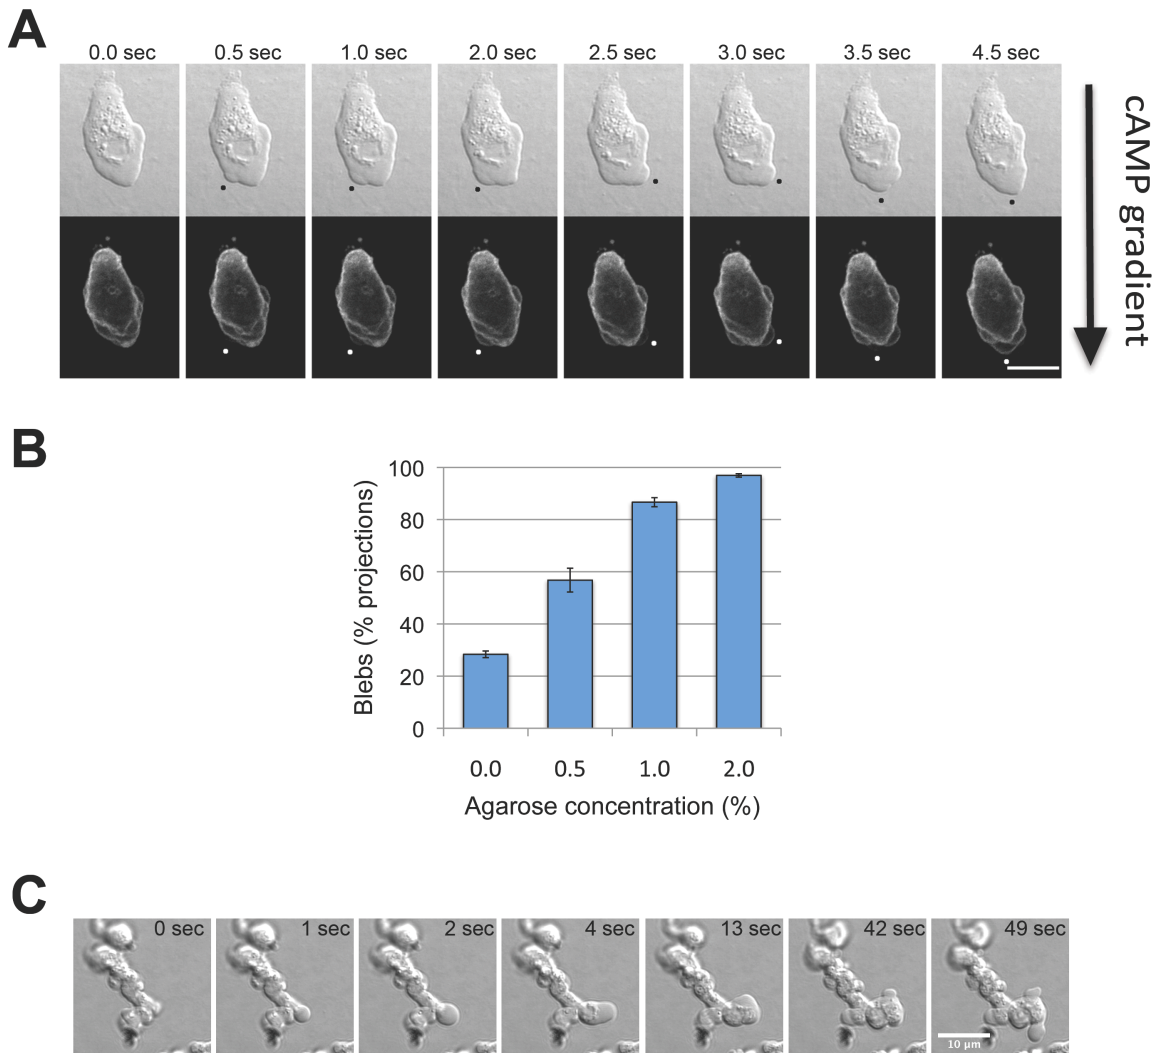 A
0.0 sec 0.5 sec 1.0 sec 2.0 sec 2.5 sec 3.0 sec 3.5 sec 4.5 sec
cAMP gradient
B
Blebs (% projections)
100
80
60
40
20
0
0.0 0.5 1.0 2.0
Agarose concentration (%)
C
0 sec 1 sec 2 sec 4 sec 13 sec 42 sec 49 sec
10 µm